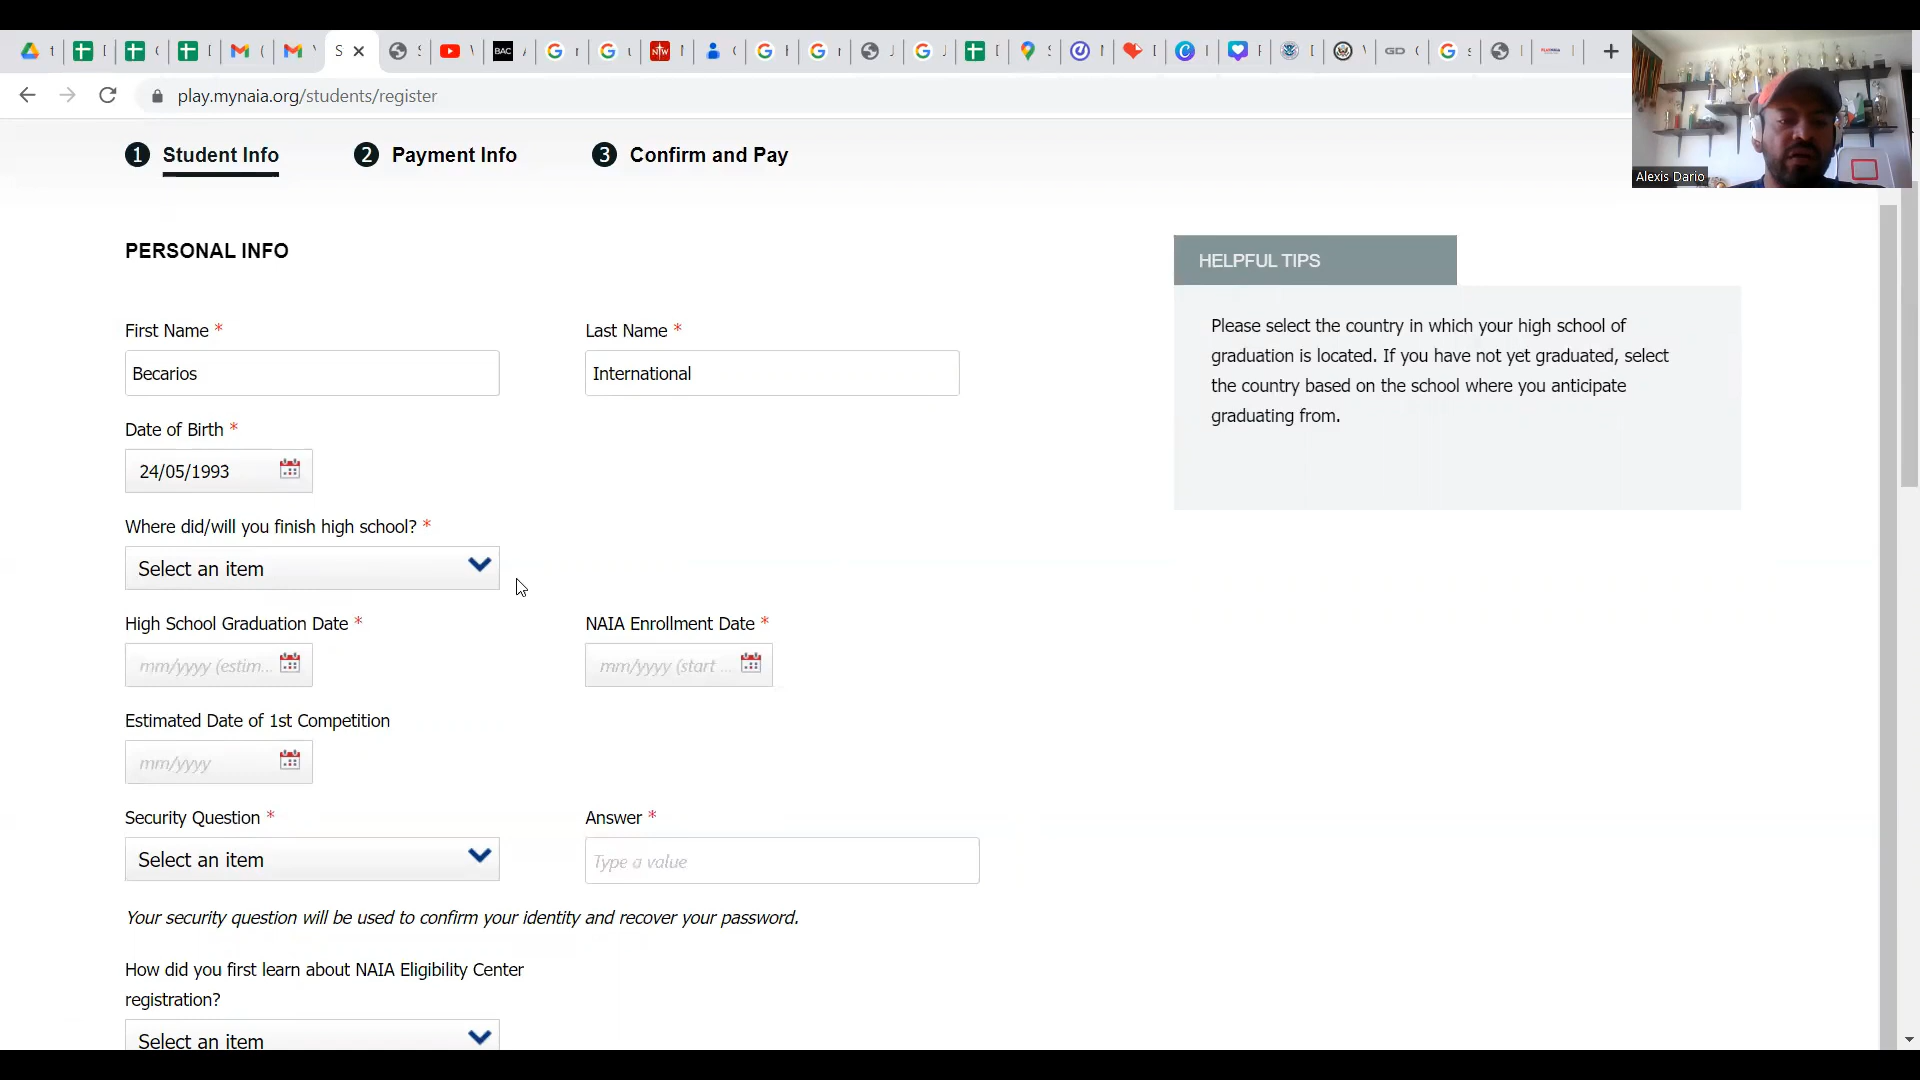 BAC
NTW
GD
play.mynaia.org/students/register
Alexis Dario
1 Student Info
2 Payment Info
3 Confirm and Pay
PERSONAL INFO
HELPFUL TIPS
Please select the country in which your high school of
graduation is located. If you have not yet graduated, select
the country based on the school where you anticipate
graduating from.
First Name *
Last Name *
Becarios
International
Date of Birth *
24/05/1993
Where did/will you finish high school? *
Select an item
High School Graduation Date *
NAIA Enrollment Date *
mm/yyyy (estim...
mm/yyyy (start ...
Estimated Date of 1st Competition
mm/yyyy
Security Question *
Answer *
Select an item
Type a value
Your security question will be used to confirm your identity and recover your password.
How did you first learn about NAIA Eligibility Center
registration?
Select an item